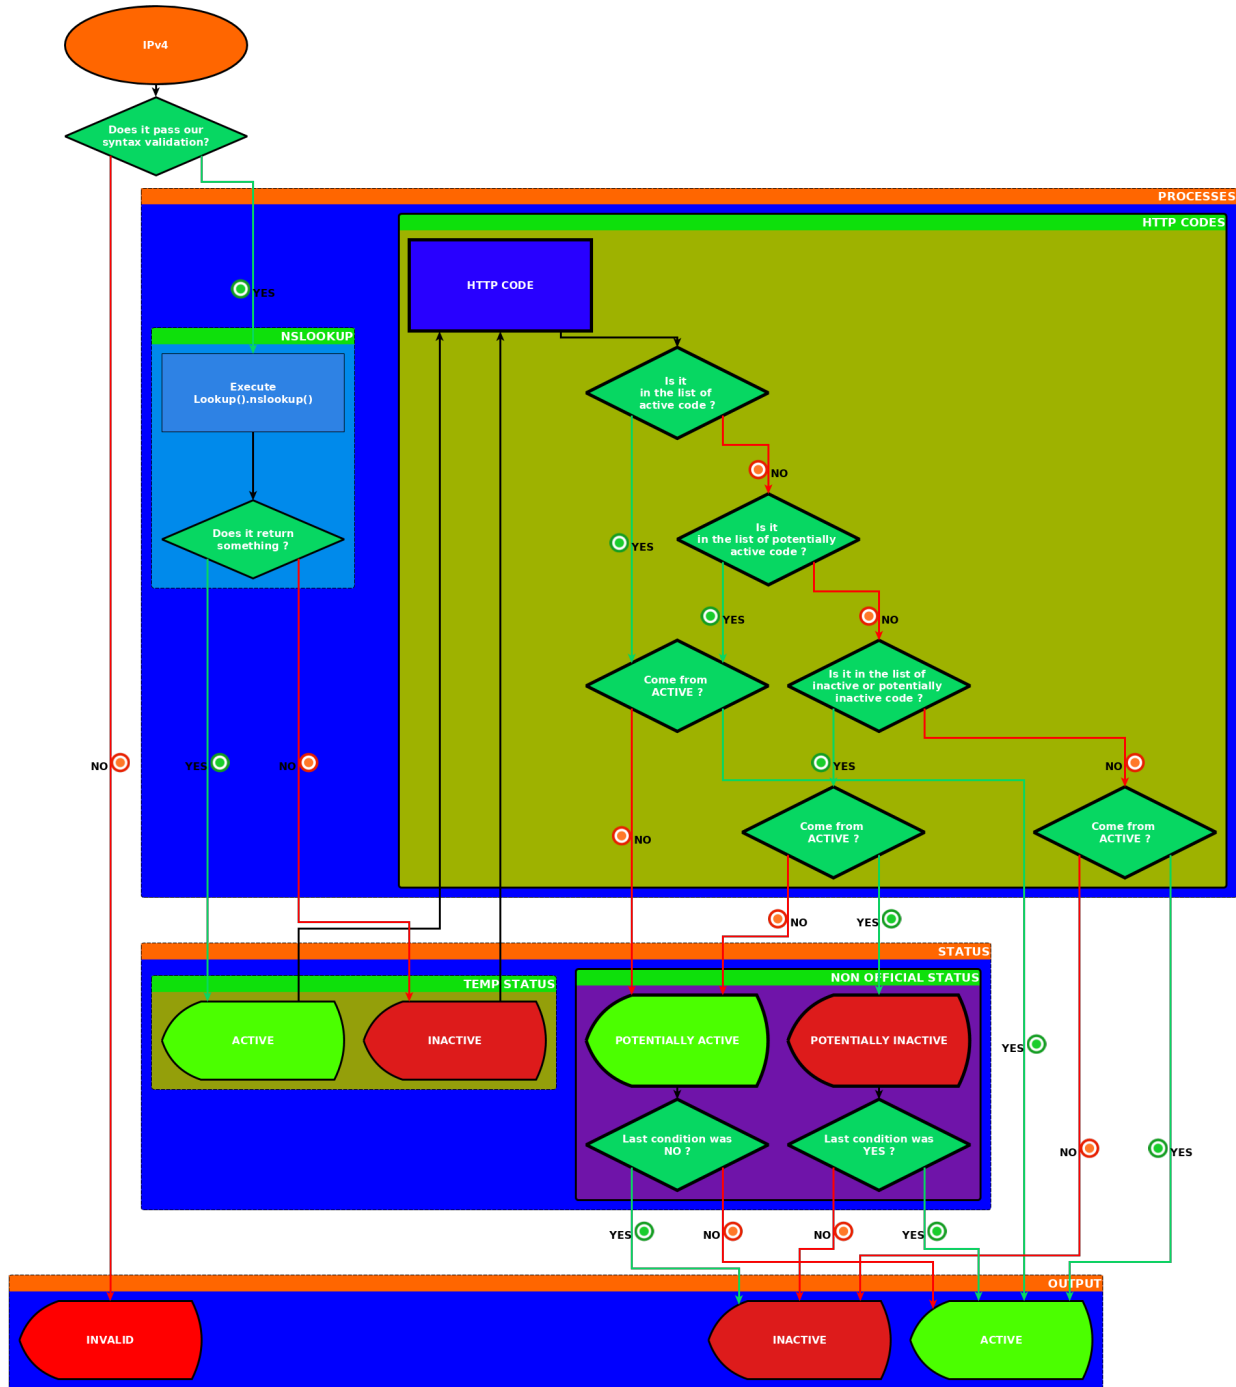 IPv4
Does it pass our
syntax validation?
PROCESSES
HTTP CODES
HTTP CODE
YES
NSLOOKUP
Execute
Lookup().nslookup()
Is it
in the list of
active code ?
NO
Does it return
something ?
Is it
in the list of potentially
active code ?
YES
YES
NO
Come from
ACTIVE ?
Is it in the list of
inactive or potentially
inactive code ?
NO
YES
NO
YES
NO
NO
Come from
ACTIVE ?
Come from
ACTIVE ?
NO
YES
STATUS
TEMP STATUS
NON OFFICIAL STATUS
ACTIVE
INACTIVE
POTENTIALLY ACTIVE
POTENTIALLY INACTIVE
YES
Last condition was
NO ?
Last condition was
YES ?
NO
YES
YES
NO
NO
YES
OUTPUT
INVALID
INACTIVE
ACTIVE